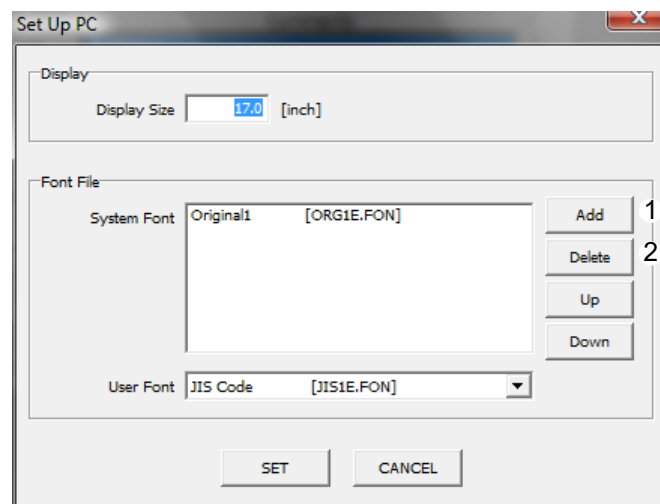 Set Up PC
Display
Display Size 17.0 [inch]
Font File
System Font Original1 [ORG1E.FON] Add 1
Delete 2
Up
Down
User Font JIS Code [JIS1E.FON]
SET CANCEL